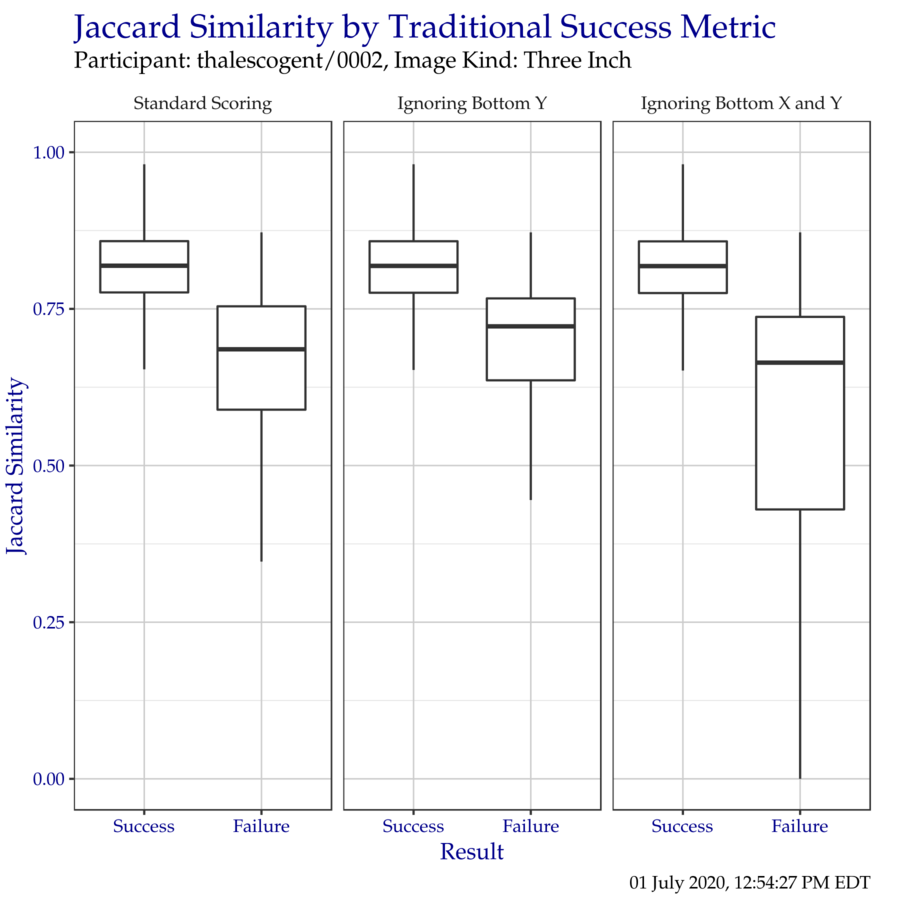 Jaccard Similarity by Traditional Success Metric
Participant: thalescogent/0002, Image Kind: Three Inch
Standard Scoring
Ignoring Bottom Y
Ignoring Bottom X and Y
Jaccard Similarity
1.00
0.75
0.50
0.25
0.00
Success Failure
Success Failure
Success Failure
Result
01 July 2020, 12:54:27 PM EDT